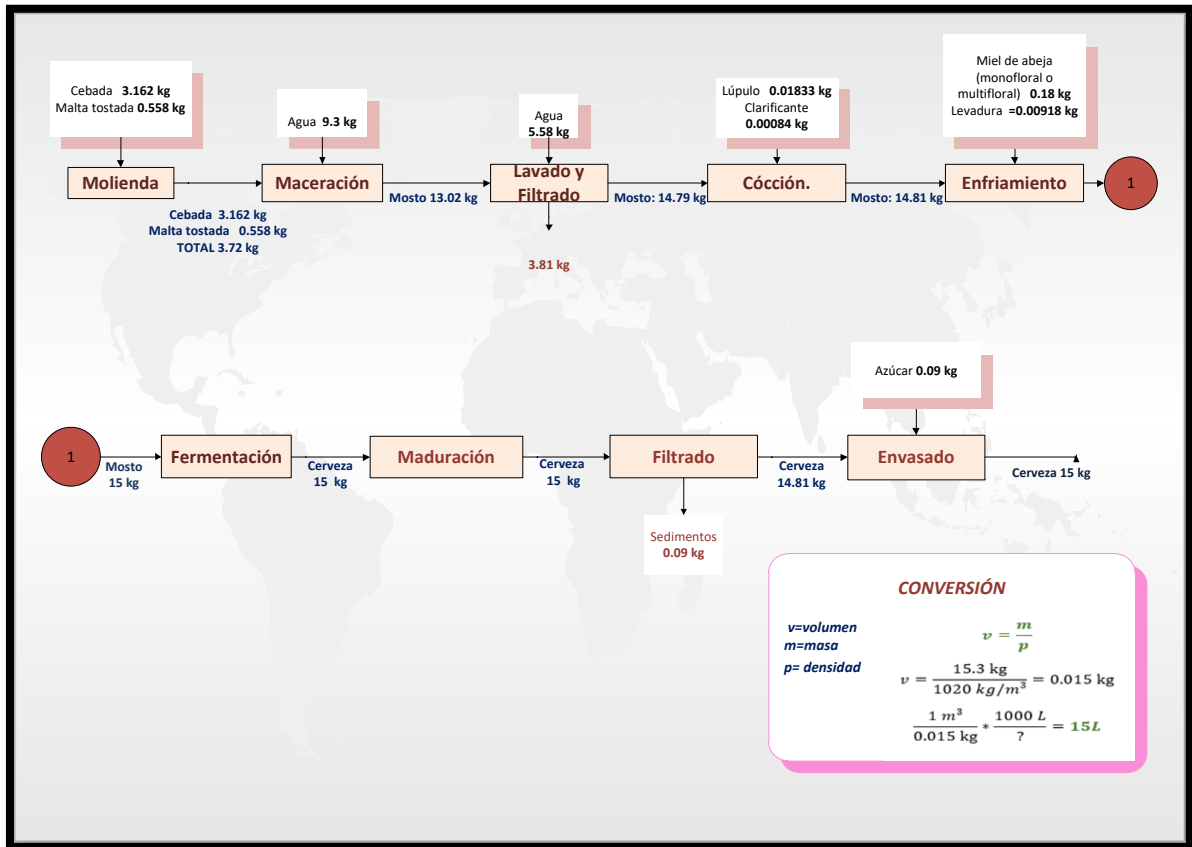 Cebada 3.162 kg
Malta tostada 0.558 kg
Agua 9.3 kg
Agua
5.58 kg
Lúpulo 0.01833 kg
Clarificante
0.00084 kg
Miel de abeja
(monofloral o
multifloral) 0.18 kg
Levadura =0.00918 kg
Molienda
Maceración
Lavado y
Filtrado
Cócción.
Enfriamiento
1
Mosto 13.02 kg
Mosto: 14.79 kg
Mosto: 14.81 kg
Cebada 3.162 kg
Malta tostada 0.558 kg
TOTAL 3.72 kg
3.81 kg
Azúcar 0.09 kg
1
Mosto
15 kg
Fermentación
Cerveza
15 kg
Maduración
Cerveza
15 kg
Filtrado
Cerveza
14.81 kg
Envasado
Cerveza 15 kg
Sedimentos
0.09 kg
CONVERSIÓN
v=volumen
m=masa
p= densidad
v = m/p
v = 15.3 kg / 1020 kg/m³ = 0.015 kg
1 m³ / 0.015 kg * 1000 L / ? = 15L